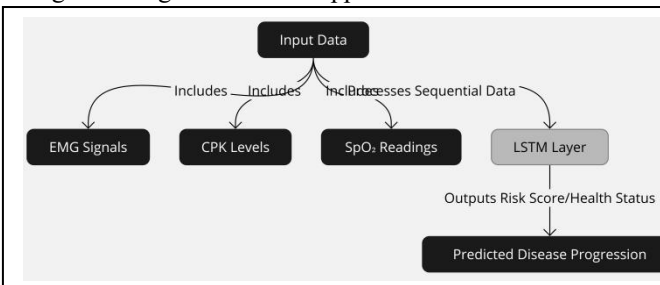 Input Data
Includes Includes Includes Processes Sequential Data
EMG Signals CPK Levels SpO₂ Readings LSTM Layer
Outputs Risk Score/Health Status
Predicted Disease Progression